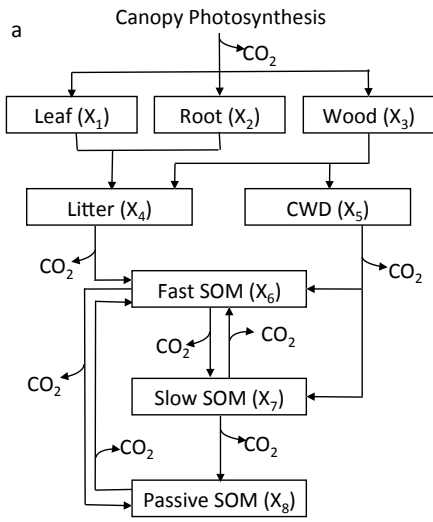 a
Canopy Photosynthesis
CO₂
Leaf (X₁) Root (X₂) Wood (X₃)
Litter (X₄) CWD (X₅)
CO₂ CO₂
Fast SOM (X₆)
CO₂ CO₂ CO₂
Slow SOM (X₇)
CO₂ CO₂
Passive SOM (X₈)